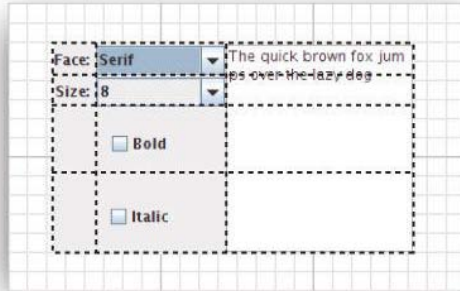 Face: Serif
The quick brown fox jum
ps over the lazy dog
Size: 8
Bold
Italic